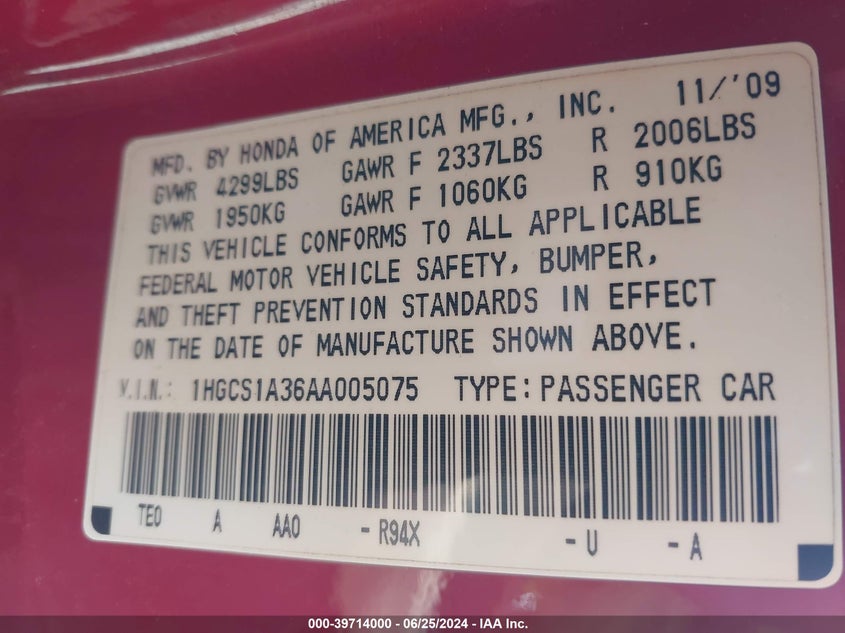 MFD. BY HONDA OF AMERICA MFG., INC. 11/'09
GVWR 4299LBS GAWR F 2337LBS R 2006LBS
GVWR 1950KG GAWR F 1060KG R 910KG
THIS VEHICLE CONFORMS TO ALL APPLICABLE
FEDERAL MOTOR VEHICLE SAFETY, BUMPER,
AND THEFT PREVENTION STANDARDS IN EFFECT
ON THE DATE OF MANUFACTURE SHOWN ABOVE.
V.I.N.: 1HGCS1A36AA005075 TYPE: PASSENGER CAR
TE0 A AA0 - R94X - U - A
000-39714000 - 06/25/2024 - IAA Inc.